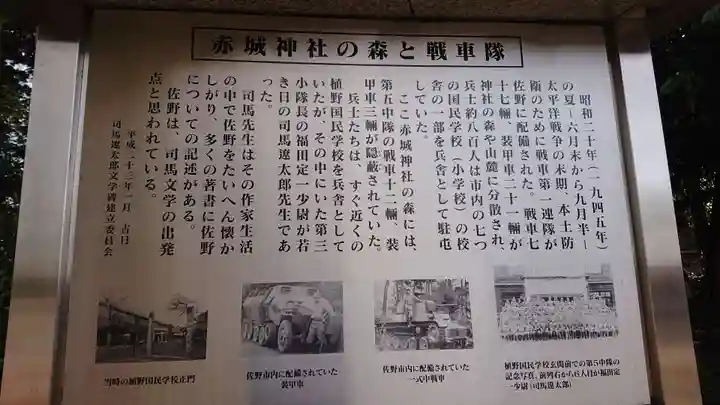 赤城神社の森と戦車隊
昭和二十年(一九四五年)
の夏―六月末から九月半―
太平洋戦争の末期、本土防
衛のために戦車第一連隊が
佐野に配備された。戦車七
十七輛、装甲車二十一輛が
神社の森や山麓に分散され、
兵士約八百人は市内の七つ
の国民学校(小学校)の校
舎の一部を兵舎として駐屯
していた。
ここ赤城神社の森には、
第五中隊の戦車十二輛、装
甲車三輛が隠蔽されていた。
兵士たちは、すぐ近くの
植野国民学校を兵舎として
いたが、その中にいた第三
小隊長の福田定一少尉が若
き日の司馬遼太郎先生であ
った。
司馬先生はその作家生活
の中で佐野をたいへん懐か
しがり、多くの著書に佐野
についての記述がある。
佐野は、司馬文学の出発
点と思われている。
平成二十三年一月 吉日
司馬遼太郎文学碑建立委員会
当時の植野国民学校正門
佐野市内に配備されていた
装甲車
佐野市内に配備されていた
一式中戦車
植野国民学校玄関前での第5中隊の
記念写真。前列右から6人目が福田定
一少尉(司馬遼太郎)